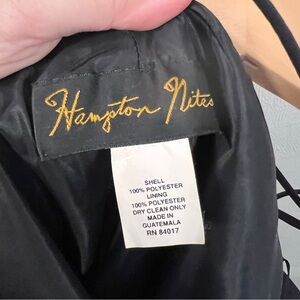 Hampton Nites
SHELL
100% POLYESTER
LINING
100% POLYESTER
DRY CLEAN ONLY
MADE IN
GUATEMALA
RN 84017